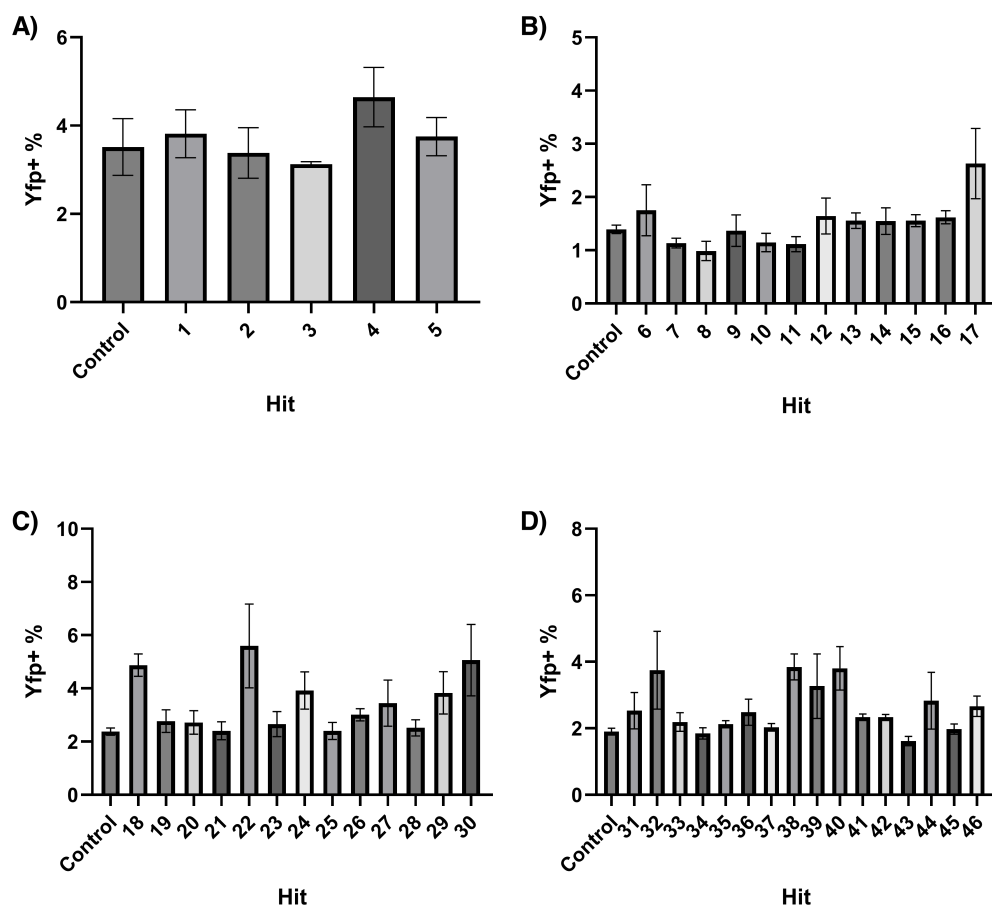 A)
Yfp+ %
6
4
2
0
Control 1 2 3 4 5
Hit
B)
Yfp+ %
5
4
3
2
1
0
Control 6 7 8 9 10 11 12 13 14 15 16 17
Hit
C)
Yfp+ %
10
8
6
4
2
0
Control 18 19 20 21 22 23 24 25 26 27 28 29 30
Hit
D)
Yfp+ %
8
6
4
2
0
Control 31 32 33 34 35 36 37 38 39 40 41 42 43 44 45 46
Hit